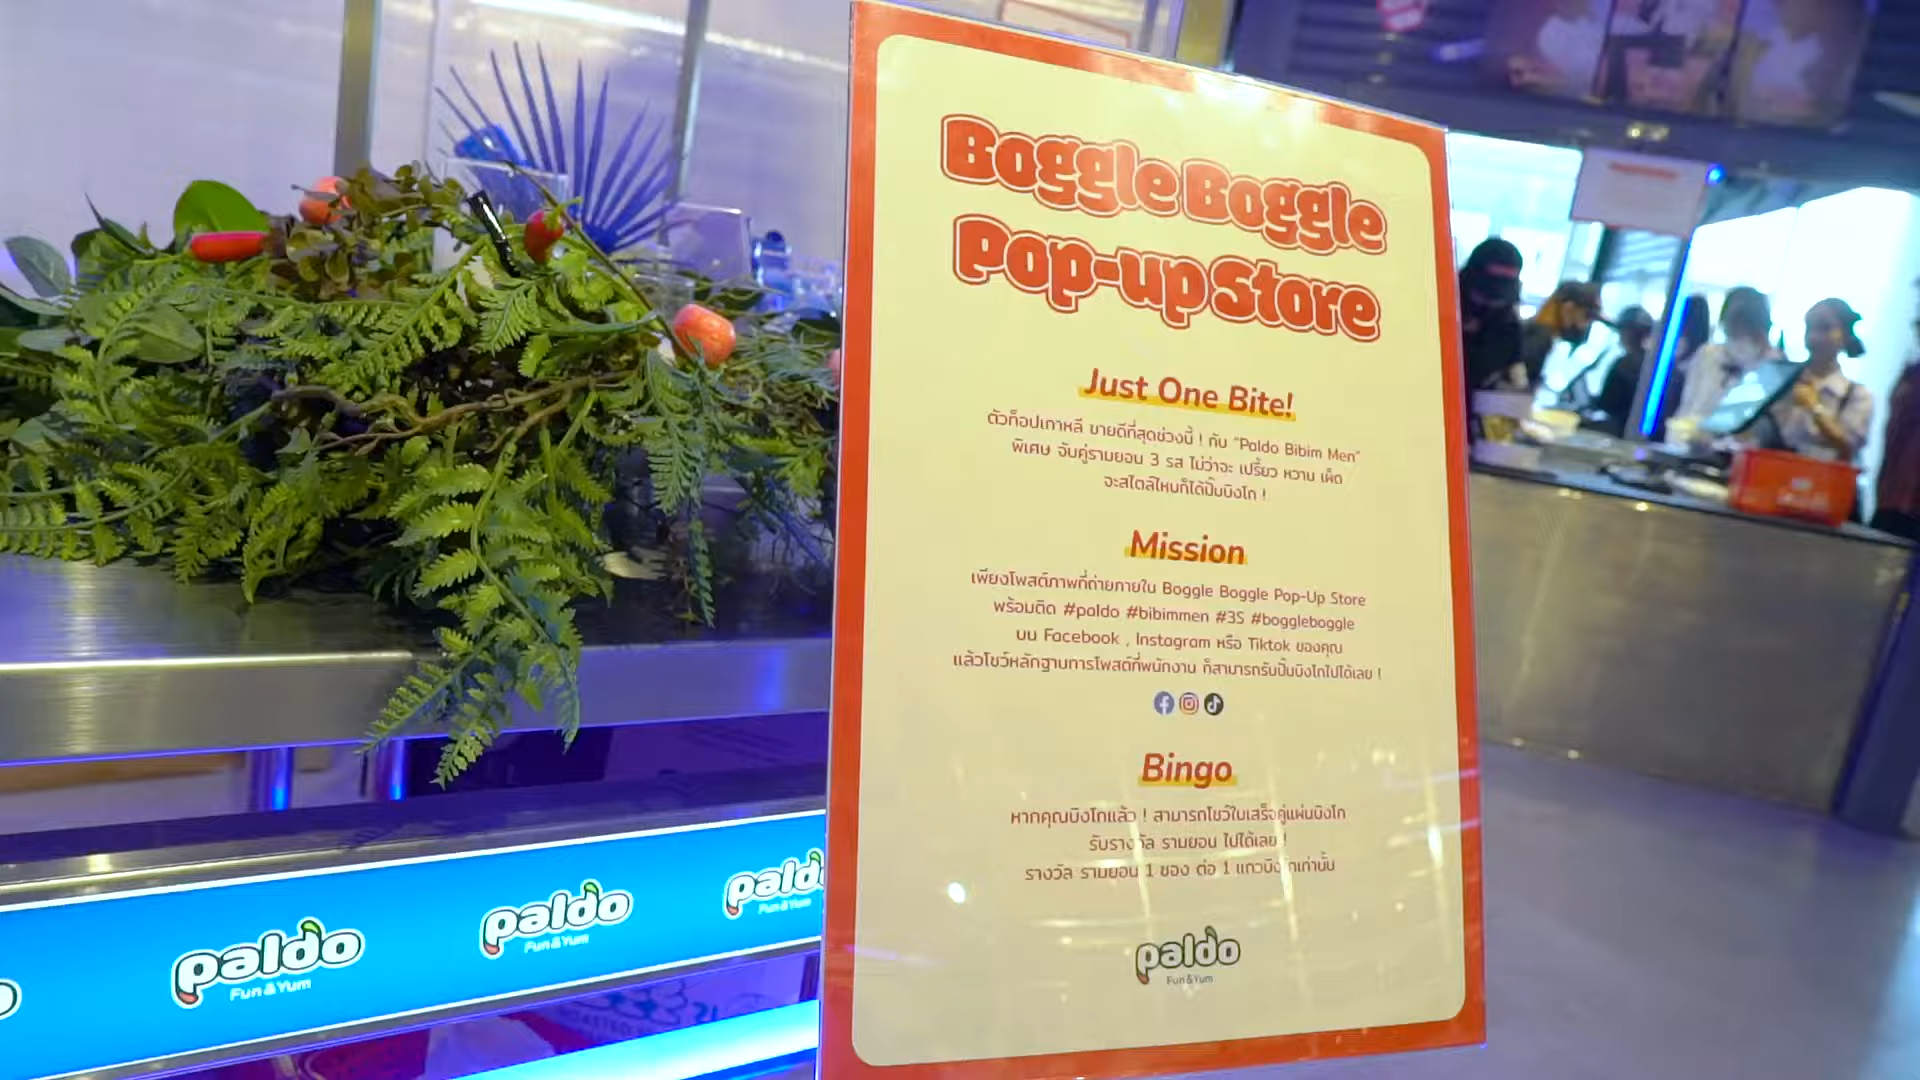 Boggle Boggle
Pop-up Store
Just One Bite!
ตัวท็อปเกาหลี ขายดีที่สุดช่วงนี้ ! กับ "Paldo Bibim Men"
พิเศษ จับคู่รามยอน 3 รส ไม่ว่าจะ เปรี้ยว หวาน เผ็ด
จะสไตล์ไหนก็ได้ปั๊มบิงโก !
Mission
เพียงโพสต์ภาพที่ถ่ายภายใน Boggle Boggle Pop-Up Store
พร้อมติด #paldo #bibimmen #3S #boggleboggle
บน Facebook , Instagram หรือ Tiktok ของคุณ
แล้วโชว์หลักฐานการโพสต์ที่พนักงาน ก็สามารถรับปั๊มบิงโกไปได้เลย !
Bingo
หากคุณบิงโกแล้ว ! สามารถโชว์ใบเสร็จคู่แผ่นบิงโก
รับรางวัล รามยอน ไปได้เลย !
รางวัล รามยอน 1 ซอง ต่อ 1 แถวบิงโกเท่านั้น
paldo
Fun & Yum
paldo
Fun & Yum
paldo
Fun & Yum
paldo
Fun & Yum